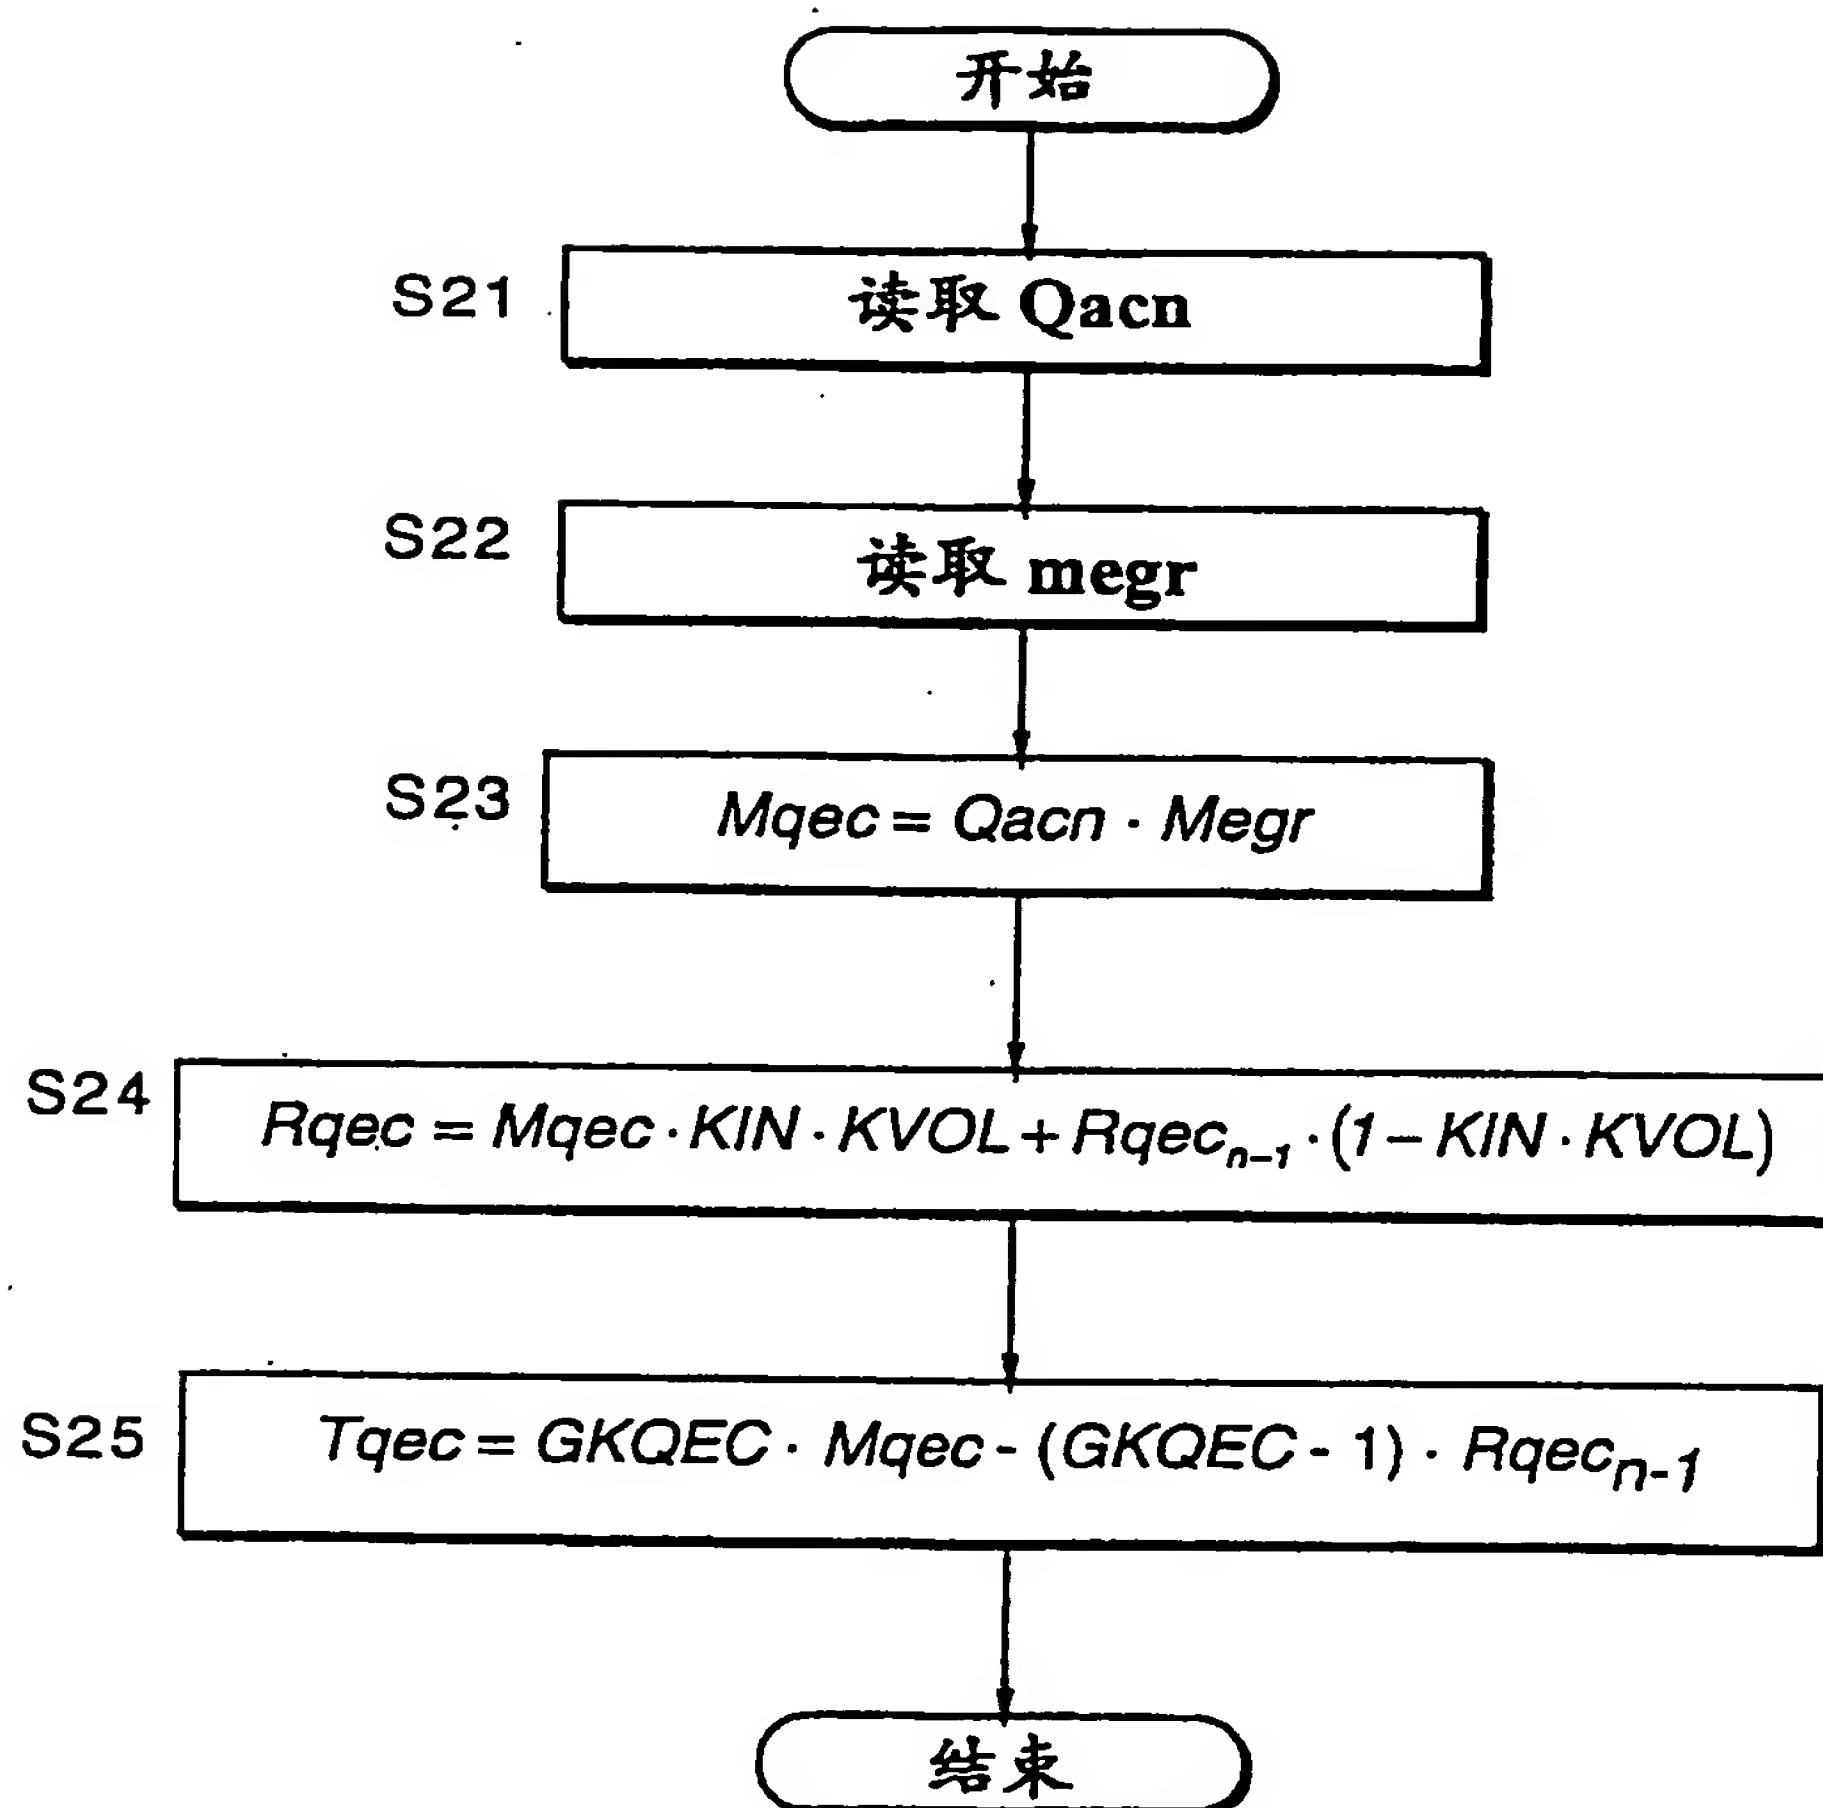 开始
S21
读取 Qacn
S22
读取 megr
S23
Mqec = Qacn · Megr
S24
Rqec = Mqec · KIN · KVOL + Rqecₙ₋₁ · (1 – KIN · KVOL)
S25
Tqec = GKQEC · Mqec - (GKQEC - 1) · Rqecₙ₋₁
结束